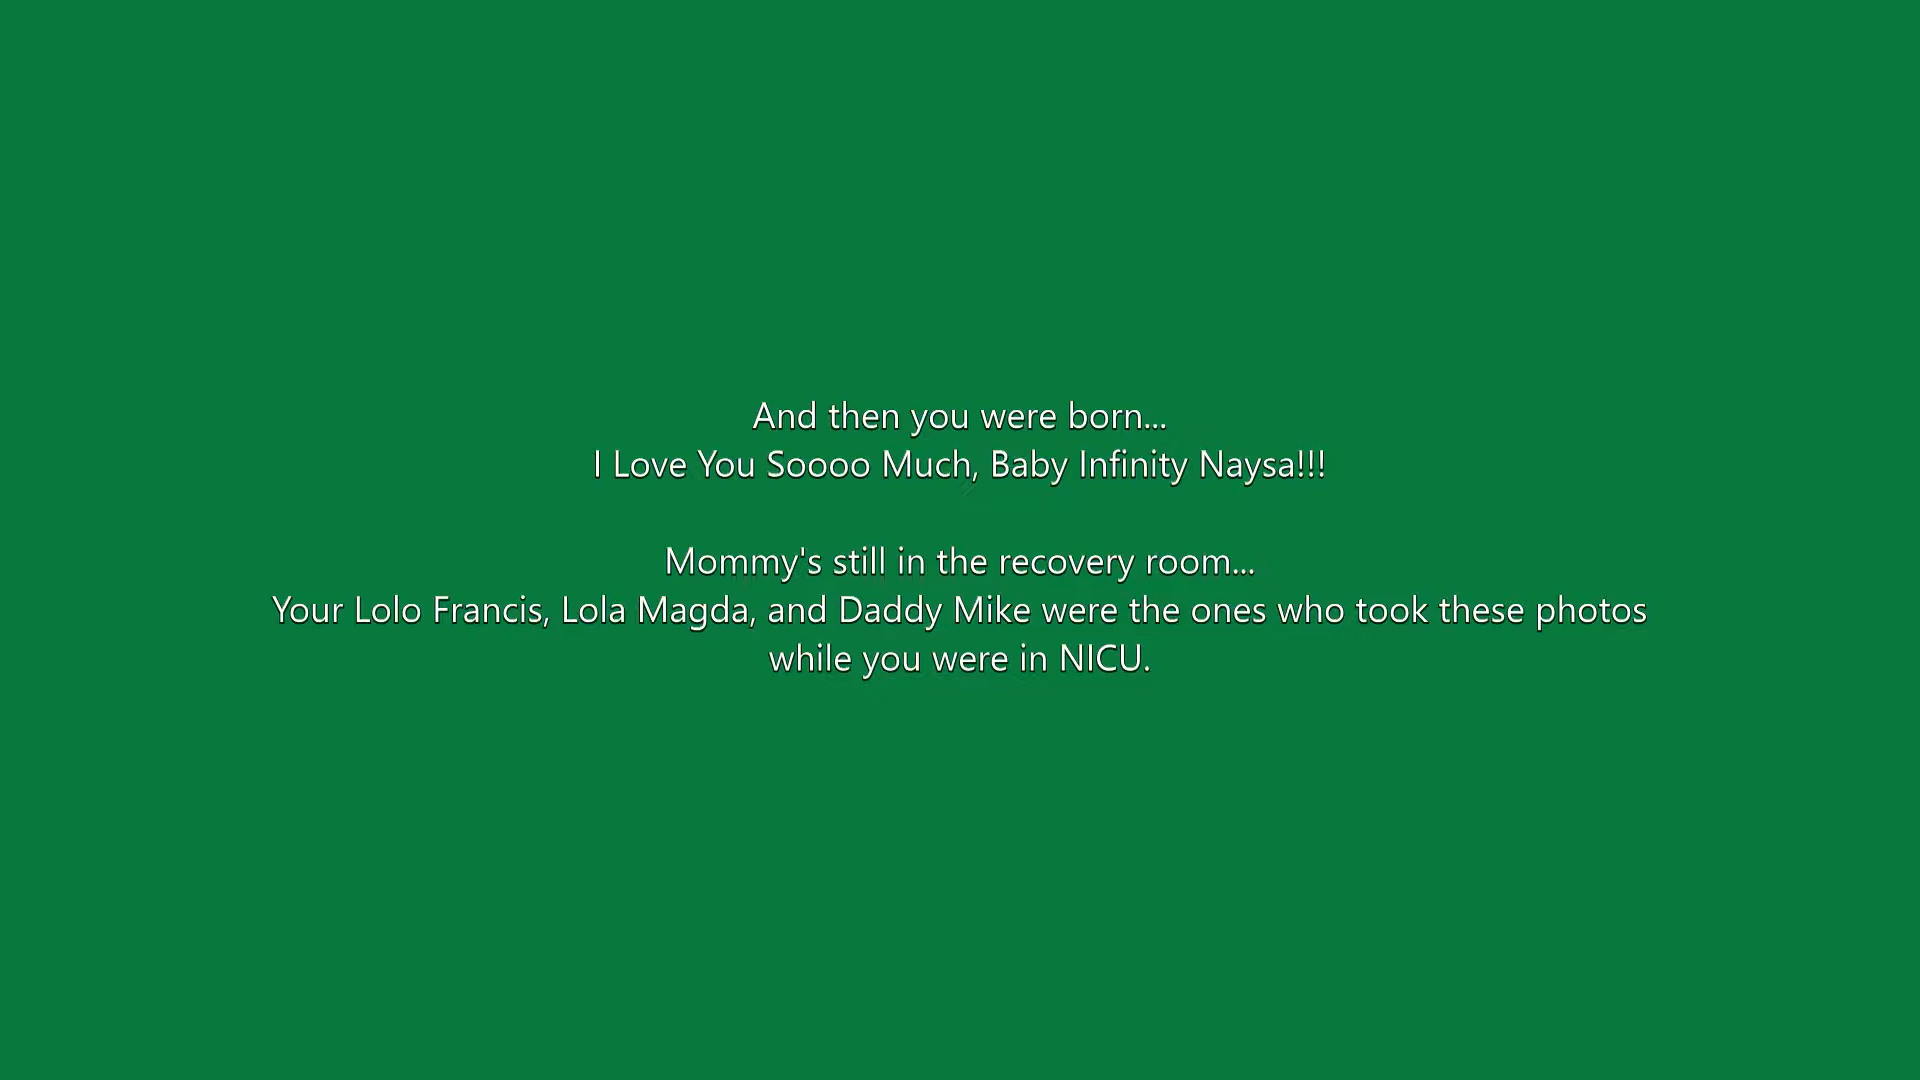 And then you were born...
I Love You Soooo Much, Baby Infinity Naysa!!!
Mommy's still in the recovery room...
Your Lolo Francis, Lola Magda, and Daddy Mike were the ones who took these photos
while you were in NICU.